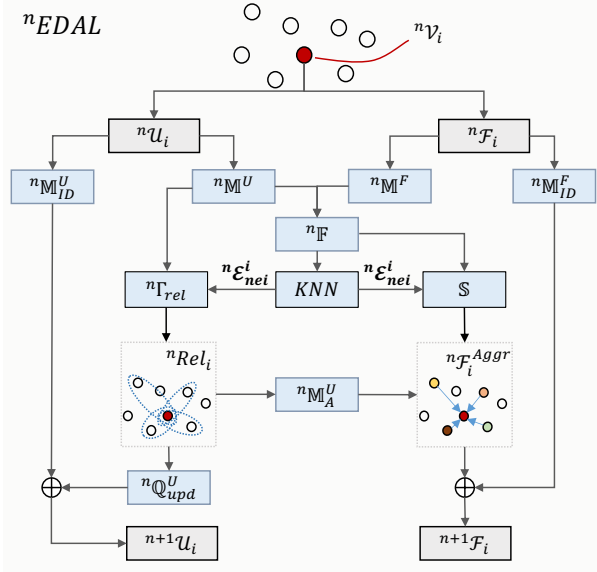 ⁿEDAL
ⁿ𝒱ᵢ
ⁿ𝒰ᵢ
ⁿℱᵢ
ⁿ𝕄ᵁ_ID
ⁿ𝕄ᵁ
ⁿ𝕄ᶠ
ⁿ𝕄ᶠ_ID
ⁿ𝔽
ⁿℰⁱ_nei
ⁿℰⁱ_nei
ⁿΓ_rel
KNN
𝕊
ⁿRelᵢ
ⁿℱᵢ^Aggr
ⁿ𝕄ᵁ_A
ⁿℚᵁ_upd
ⁿ⁺¹𝒰ᵢ
ⁿ⁺¹ℱᵢ